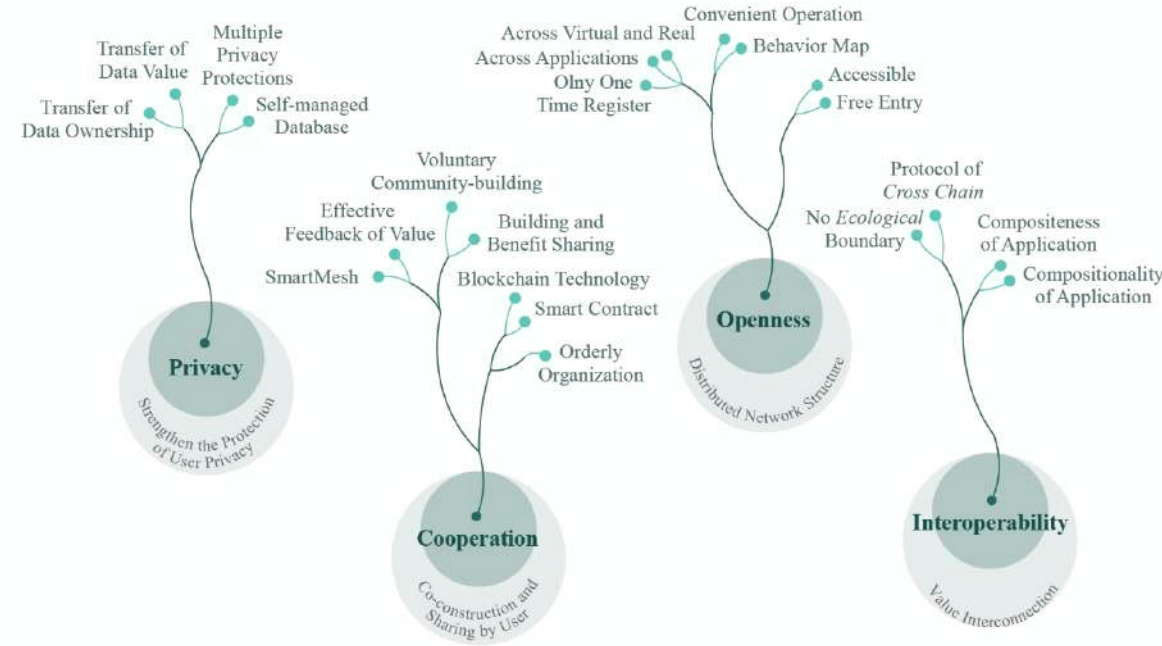 Transfer of
Data Value
Multiple
Privacy
Protections
Transfer of
Data Ownership
Self-managed
Database
Privacy
Strengthen the Protection
of User Privacy
Voluntary
Community-building
Effective
Feedback of Value
Building and
Benefit Sharing
SmartMesh
Blockchain Technology
Smart Contract
Orderly
Organization
Cooperation
Co-construction and
Sharing by User
Convenient Operation
Across Virtual and Real
Behavior Map
Across Applications
Olny One
Time Register
Accessible
Free Entry
Openness
Distributed Network Structure
Protocol of
Cross Chain
No Ecological
Boundary
Compositeness
of Application
Compositionality
of Application
Interoperability
Value Interconnection